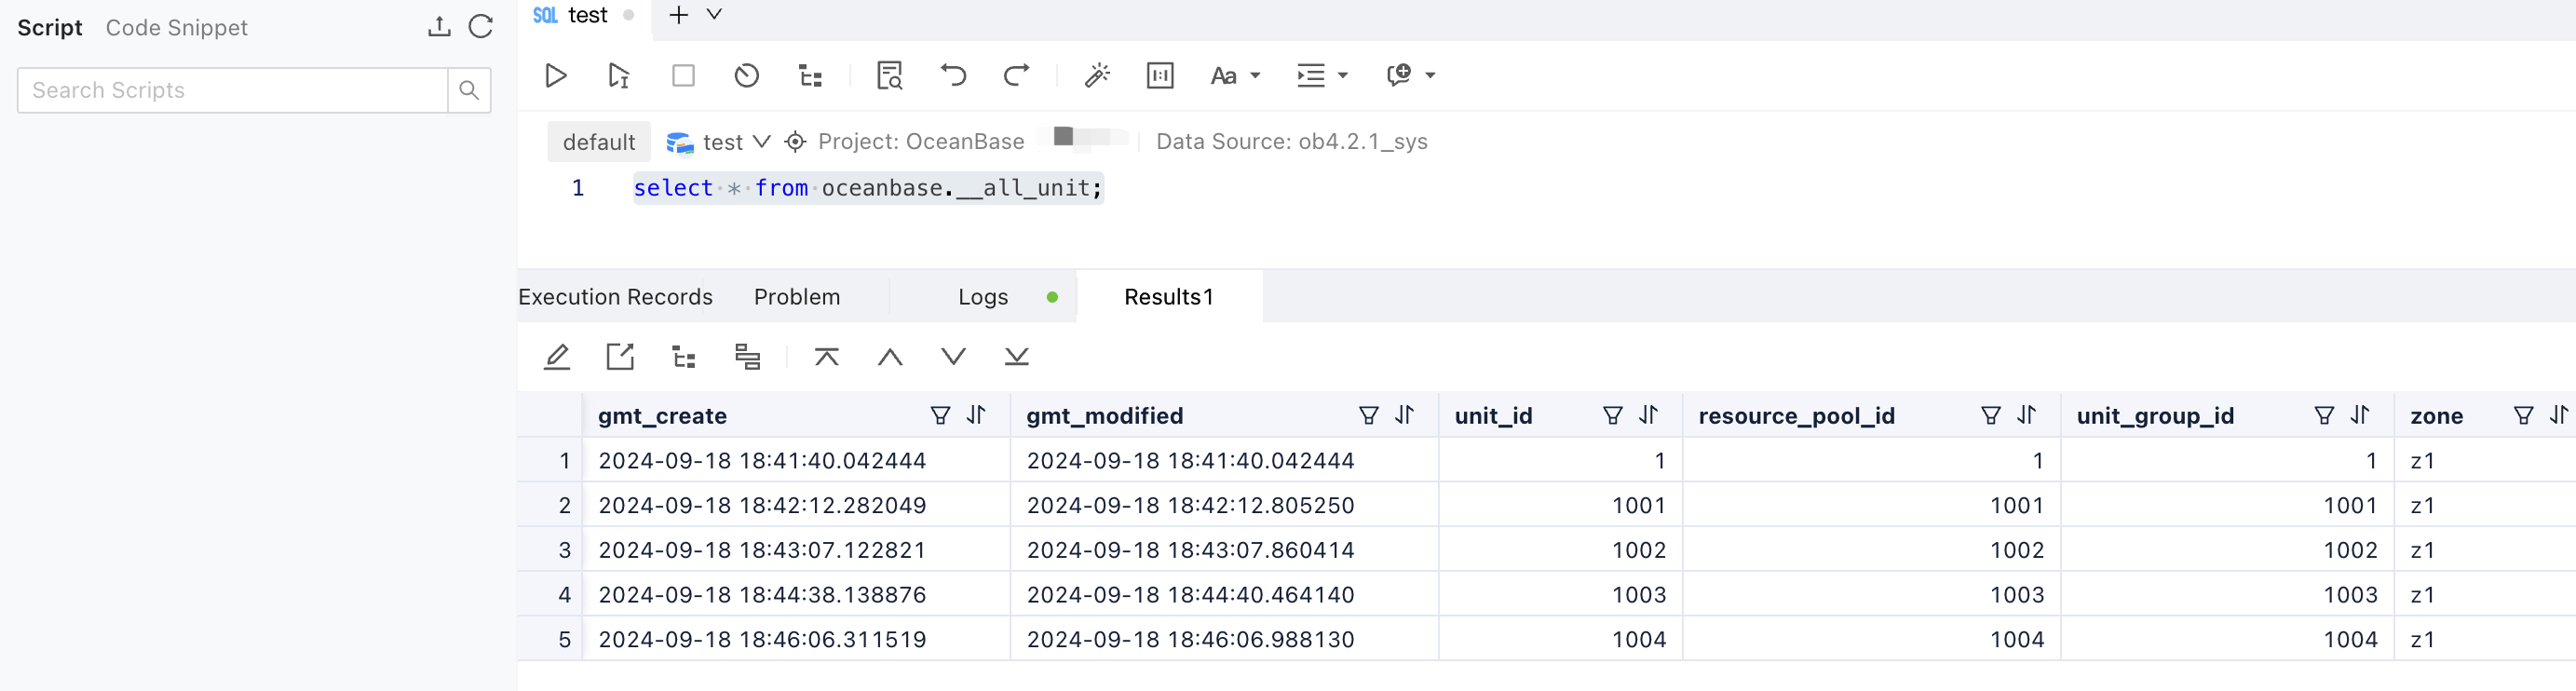 Script Code Snippet
Search Scripts
SQL test
Aa
default test Project: OceanBase Data Source: ob4.2.1_sys
1 select * from oceanbase.__all_unit;
Execution Records Problem Logs Results1
gmt_create gmt_modified unit_id resource_pool_id unit_group_id zone
1 2024-09-18 18:41:40.042444 2024-09-18 18:41:40.042444 1 1 1 z1
2 2024-09-18 18:42:12.282049 2024-09-18 18:42:12.805250 1001 1001 1001 z1
3 2024-09-18 18:43:07.122821 2024-09-18 18:43:07.860414 1002 1002 1002 z1
4 2024-09-18 18:44:38.138876 2024-09-18 18:44:40.464140 1003 1003 1003 z1
5 2024-09-18 18:46:06.311519 2024-09-18 18:46:06.988130 1004 1004 1004 z1